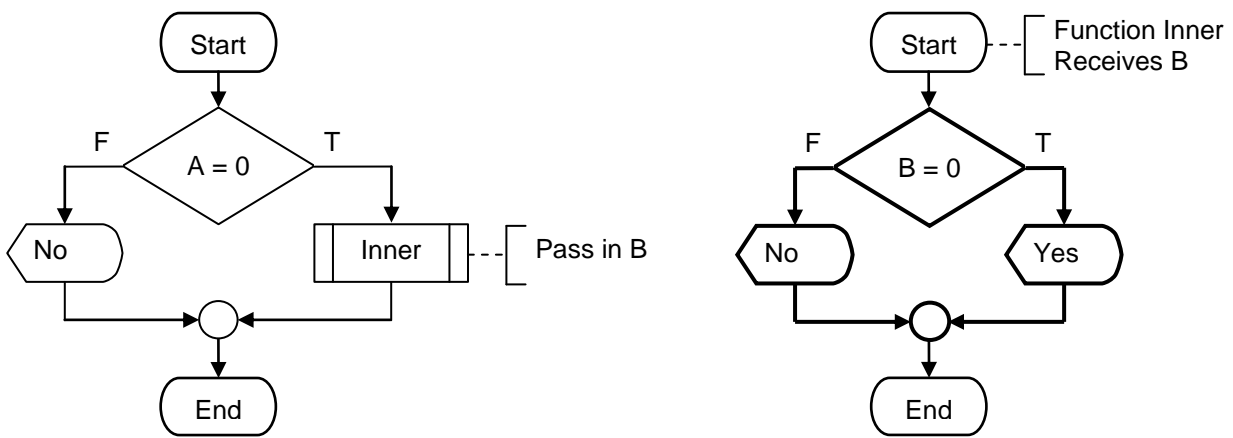 Start
F
T
A = 0
No
Inner
Pass in B
End
Start
Function Inner
Receives B
F
T
B = 0
No
Yes
End